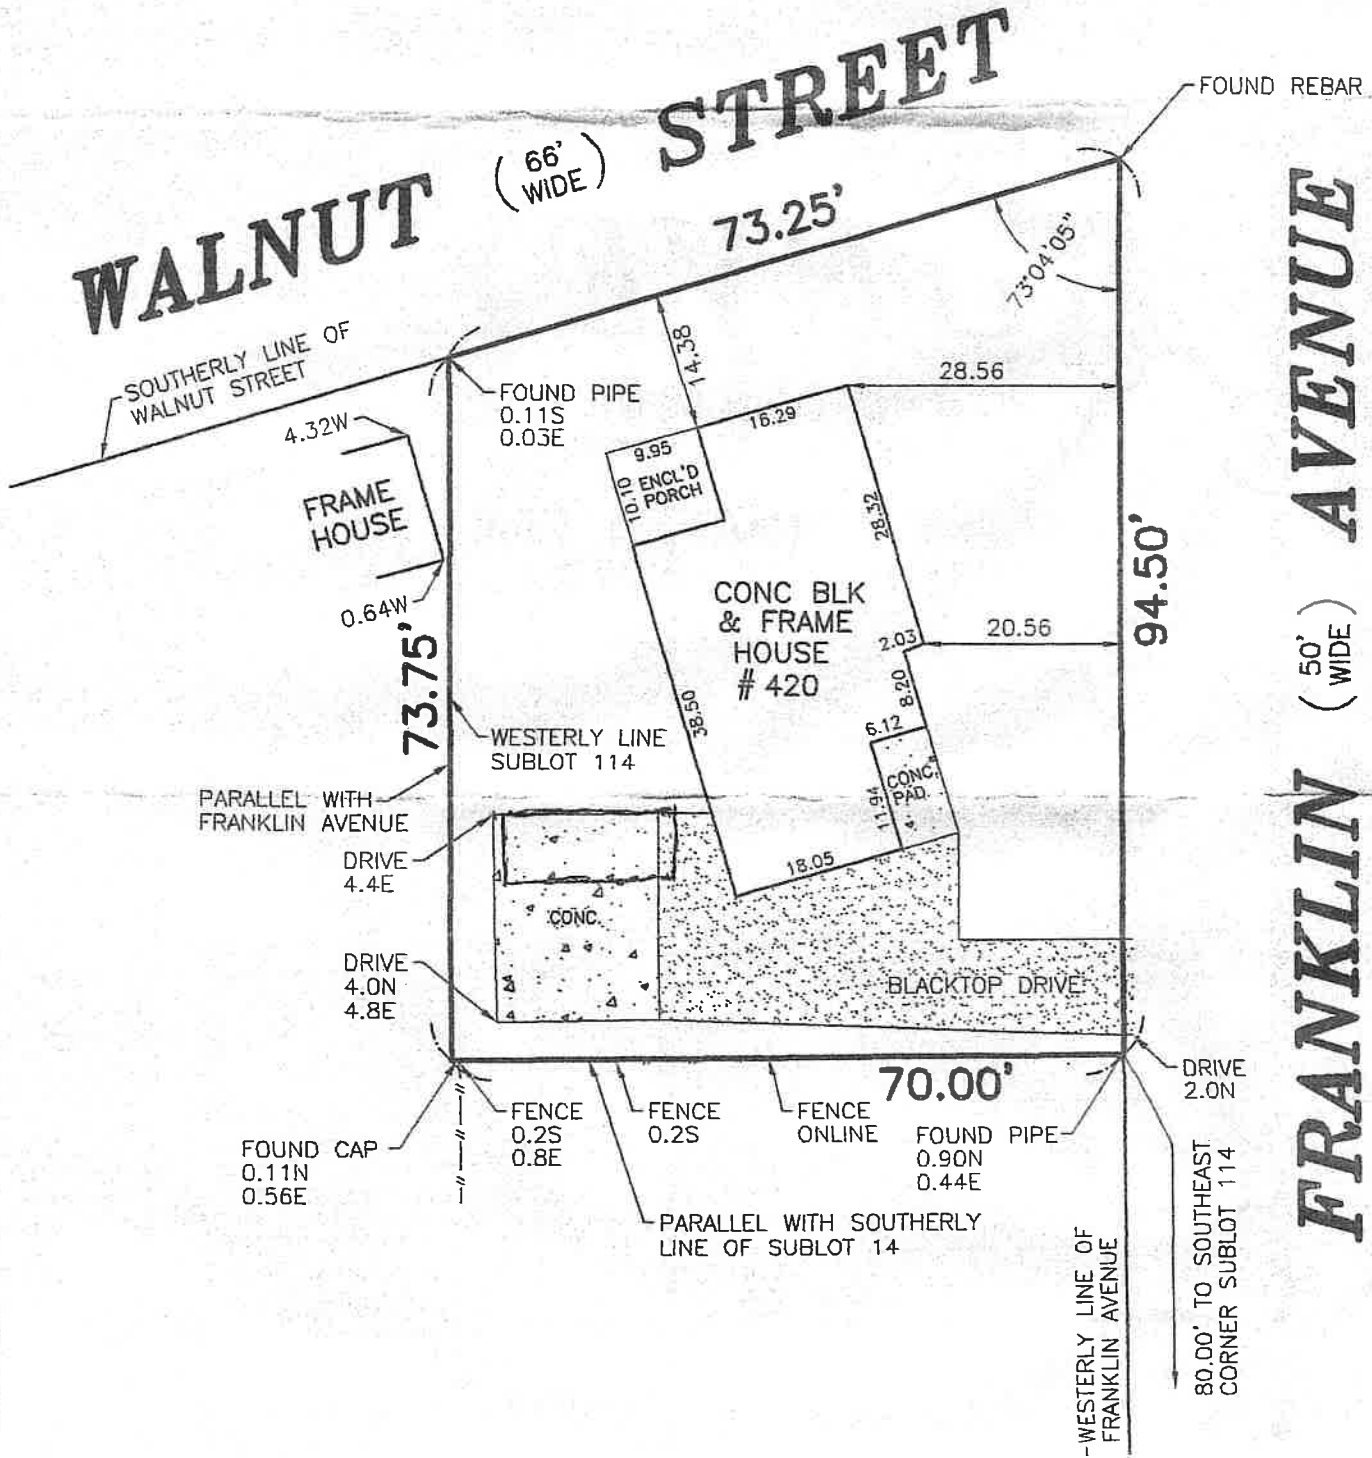 WALNUT STREET
(66'
WIDE)
FOUND REBAR
73.25'
73°04'05"
SOUTHERLY LINE OF
WALNUT STREET
FOUND PIPE
0.11S
0.03E
14.38
28.56
16.29
4.32W
9.95
ENCL'D
PORCH
10.10
FRAME
HOUSE
28.32
94.50'
FRANKLIN AVENUE
(50'
WIDE)
CONC BLK
& FRAME
HOUSE
# 420
0.64W
2.03
20.56
73.75'
8.20
38.50
6.12
WESTERLY LINE
SUBLOT 114
CONC.
PAD
11.94
PARALLEL WITH
FRANKLIN AVENUE
DRIVE
4.4E
18.05
CONC.
DRIVE
4.0N
4.8E
BLACKTOP DRIVE
70.00'
DRIVE
2.0N
FENCE
0.2S
0.8E
FENCE
0.2S
FENCE
ONLINE
FOUND PIPE
0.90N
0.44E
FOUND CAP
0.11N
0.56E
PARALLEL WITH SOUTHERLY
LINE OF SUBLOT 14
WESTERLY LINE OF
FRANKLIN AVENUE
80.00' TO SOUTHEAST
CORNER SUBLOT 114